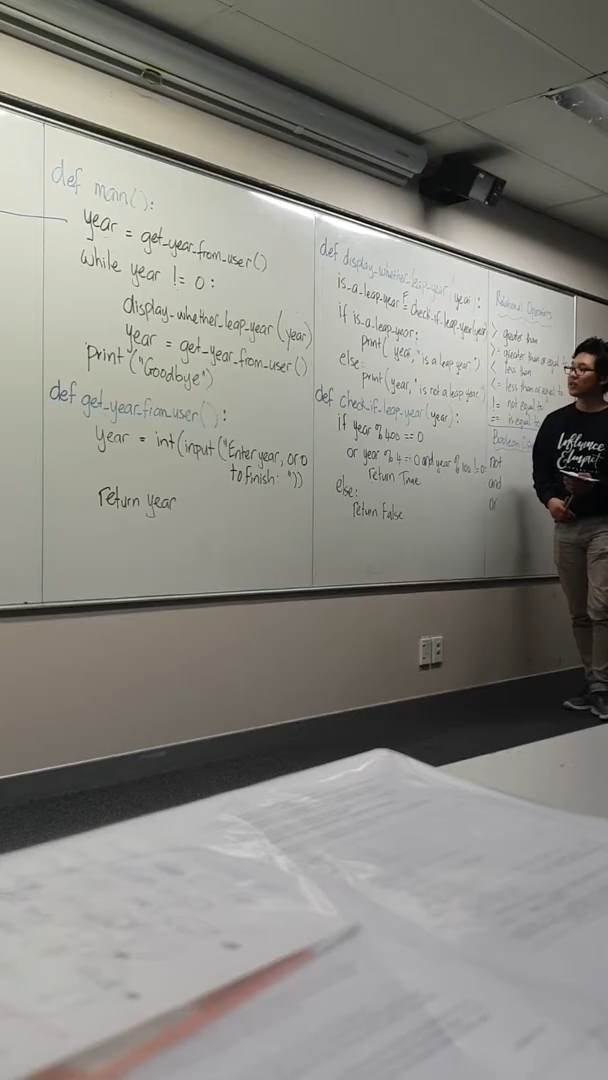 def main():
year = get_year_from_user()
while year != 0:
display_whether_leap_year (year)
year = get_year_from_user()
print ("Goodbye")
def get_year_from_user():
year = int(input("Enter year, or 0
to finish: "))
return year
def display_whether_leap_year (year):
is_a_leap_year = check_if_leap_year(year)
if is_a_leap_year:
print( year, "is a leap year")
else:
print(year, "is not a leap year")
def check_if_leap_year(year):
if year % 400 == 0
or year % 4 == 0 and year % 100 != 0:
return True
else:
return False
Relational Operators
> greater than
>= greater than or equal to
< less than
<= less than or equal to
!= not equal to
== is equal to
Boolean
not
and
or
Influence